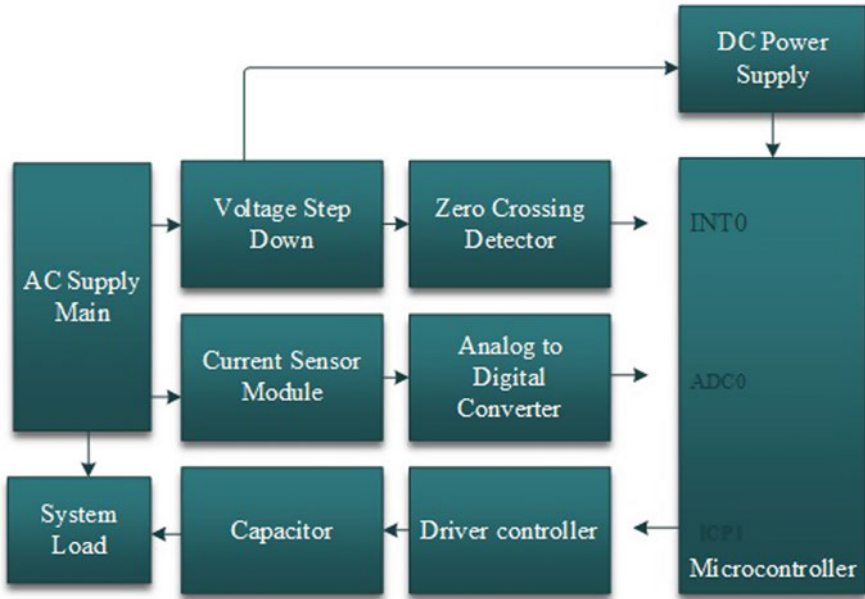 DC Power
Supply
Voltage Step
Down
Zero Crossing
Detector
INT0
AC Supply
Main
Current Sensor
Module
Analog to
Digital
Converter
ADC0
System
Load
Capacitor
Driver controller
ICP1
Microcontroller